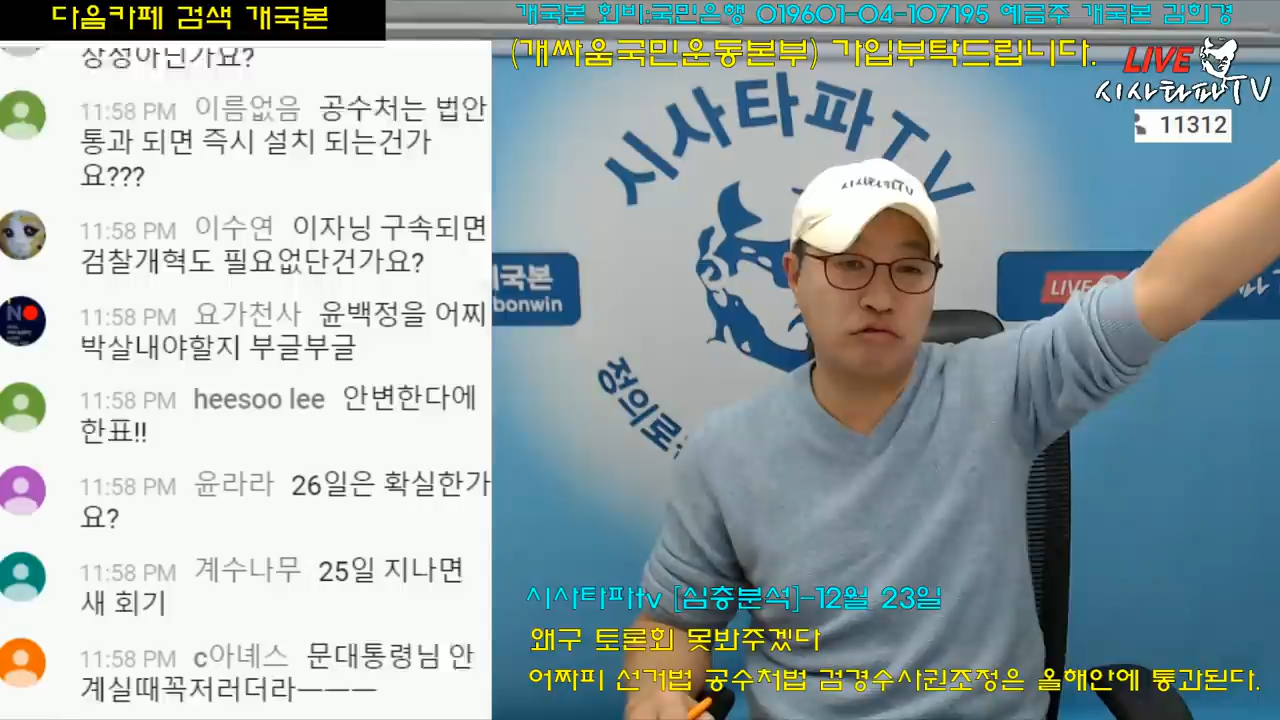 다음카페 검색 개국본
개국본 회비:국민은행 019601-04-107195 예금주 개국본 김희경
(개싸움국민운동본부) 가입부탁드립니다.
LIVE
시사타파TV
11312
상성아닌가요?
11:58 PM 이름없음 공수처는 법안
통과 되면 즉시 설치 되는건가
요???
11:58 PM 이수연 이자닝 구속되면
검찰개혁도 필요없단건가요?
11:58 PM 요가천사 윤백정을 어찌
박살내야할지 부글부글
11:58 PM heesoo lee 안변한다에
한표!!
11:58 PM 윤라라 26일은 확실한가
요?
11:58 PM 계수나무 25일 지나면
새 회기
11:58 PM c아녜스 문대통령님 안
계실때꼭저러더라ㅡㅡㅡ
시사타파TV
시사타파TV
국본
bonwin
LIVE
정의로
시사타파tv [심층분석]-12월 23일
왜구 토론회 못봐주겠다
어짜피 선거법 공수처법 검경수사권조정은 올해안에 통과된다.